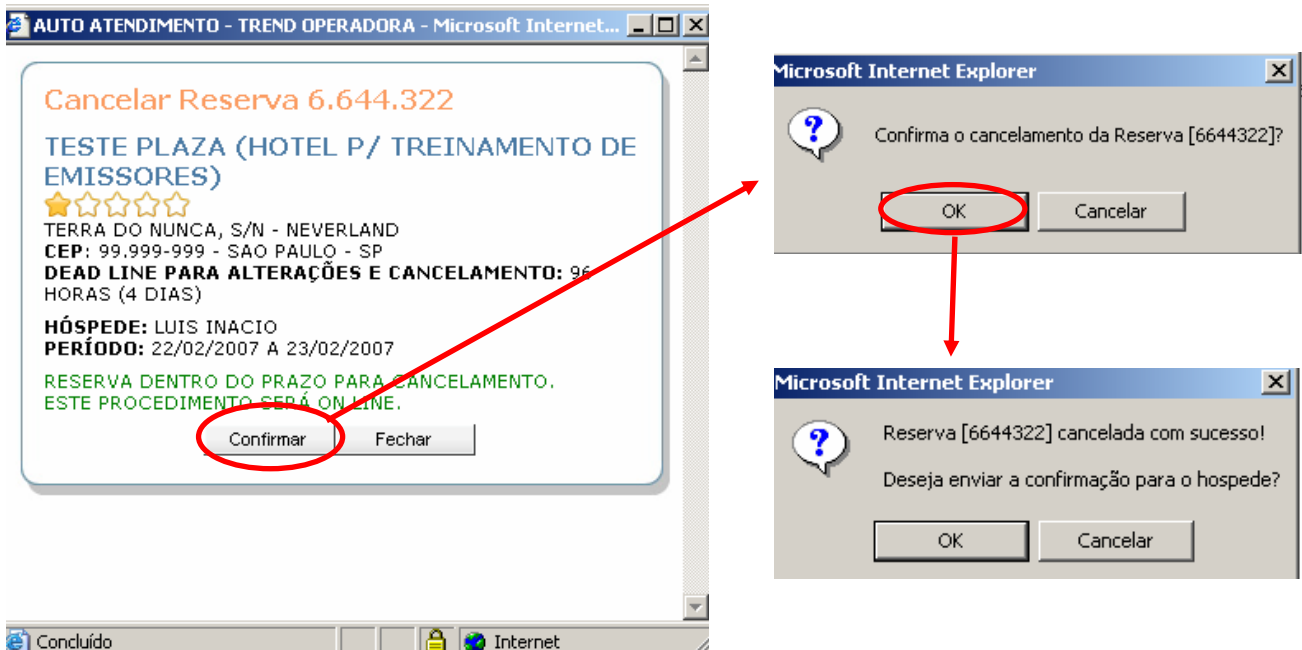 AUTO ATENDIMENTO - TREND OPERADORA - Microsoft Internet...
Cancelar Reserva 6.644.322
TESTE PLAZA (HOTEL P/ TREINAMENTO DE
EMISSORES)
TERRA DO NUNCA, S/N - NEVERLAND
CEP: 99.999-999 - SAO PAULO - SP
DEAD LINE PARA ALTERAÇÕES E CANCELAMENTO: 96
HORAS (4 DIAS)
HÓSPEDE: LUIS INACIO
PERÍODO: 22/02/2007 A 23/02/2007
RESERVA DENTRO DO PRAZO PARA CANCELAMENTO.
ESTE PROCEDIMENTO SERÁ ON LINE.
Confirmar Fechar
Concluído Internet
Microsoft Internet Explorer
Confirma o cancelamento da Reserva [6644322]?
OK Cancelar
Microsoft Internet Explorer
Reserva [6644322] cancelada com sucesso!
Deseja enviar a confirmação para o hospede?
OK Cancelar